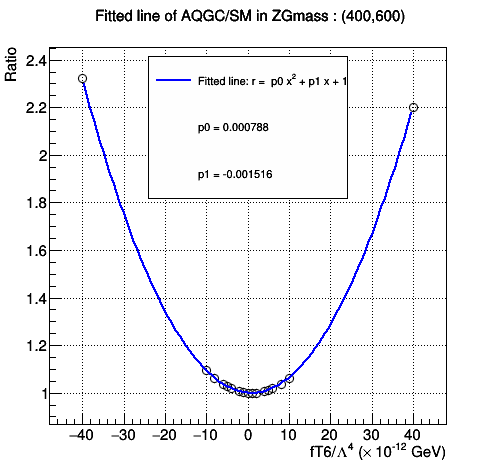 Fitted line of AQGC/SM in ZGmass : (400,600)
Ratio
2.4
2.2
2
1.8
1.6
1.4
1.2
1
Fitted line: r = p0 x² + p1 x + 1
p0 = 0.000788
p1 = -0.001516
−40 −30 −20 −10 0 10 20 30 40
fT6/Λ⁴ (× 10⁻¹² GeV)